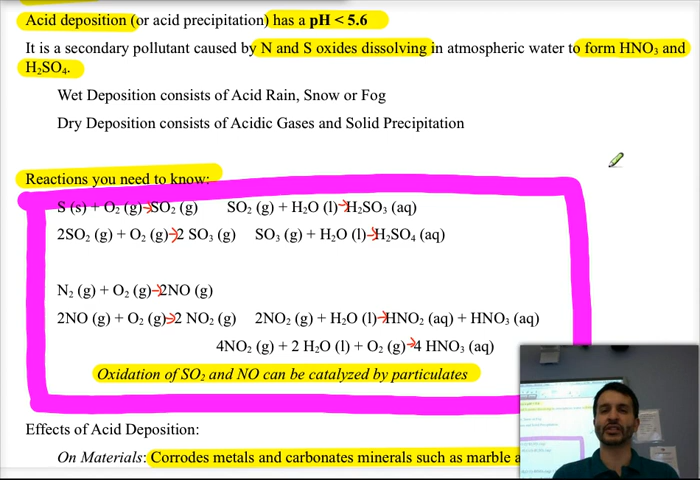 Acid deposition (or acid precipitation) has a pH < 5.6
It is a secondary pollutant caused by N and S oxides dissolving in atmospheric water to form HNO₃ and
H₂SO₄.
Wet Deposition consists of Acid Rain, Snow or Fog
Dry Deposition consists of Acidic Gases and Solid Precipitation
Reactions you need to know:
S (s) + O₂ (g)→SO₂ (g) SO₂ (g) + H₂O (l)→H₂SO₃ (aq)
2SO₂ (g) + O₂ (g)→2 SO₃ (g) SO₃ (g) + H₂O (l)→H₂SO₄ (aq)
N₂ (g) + O₂ (g)→2NO (g)
2NO (g) + O₂ (g)→2 NO₂ (g) 2NO₂ (g) + H₂O (l)→HNO₂ (aq) + HNO₃ (aq)
4NO₂ (g) + 2 H₂O (l) + O₂ (g)→4 HNO₃ (aq)
Oxidation of SO₂ and NO can be catalyzed by particulates
Effects of Acid Deposition:
On Materials: Corrodes metals and carbonates minerals such as marble